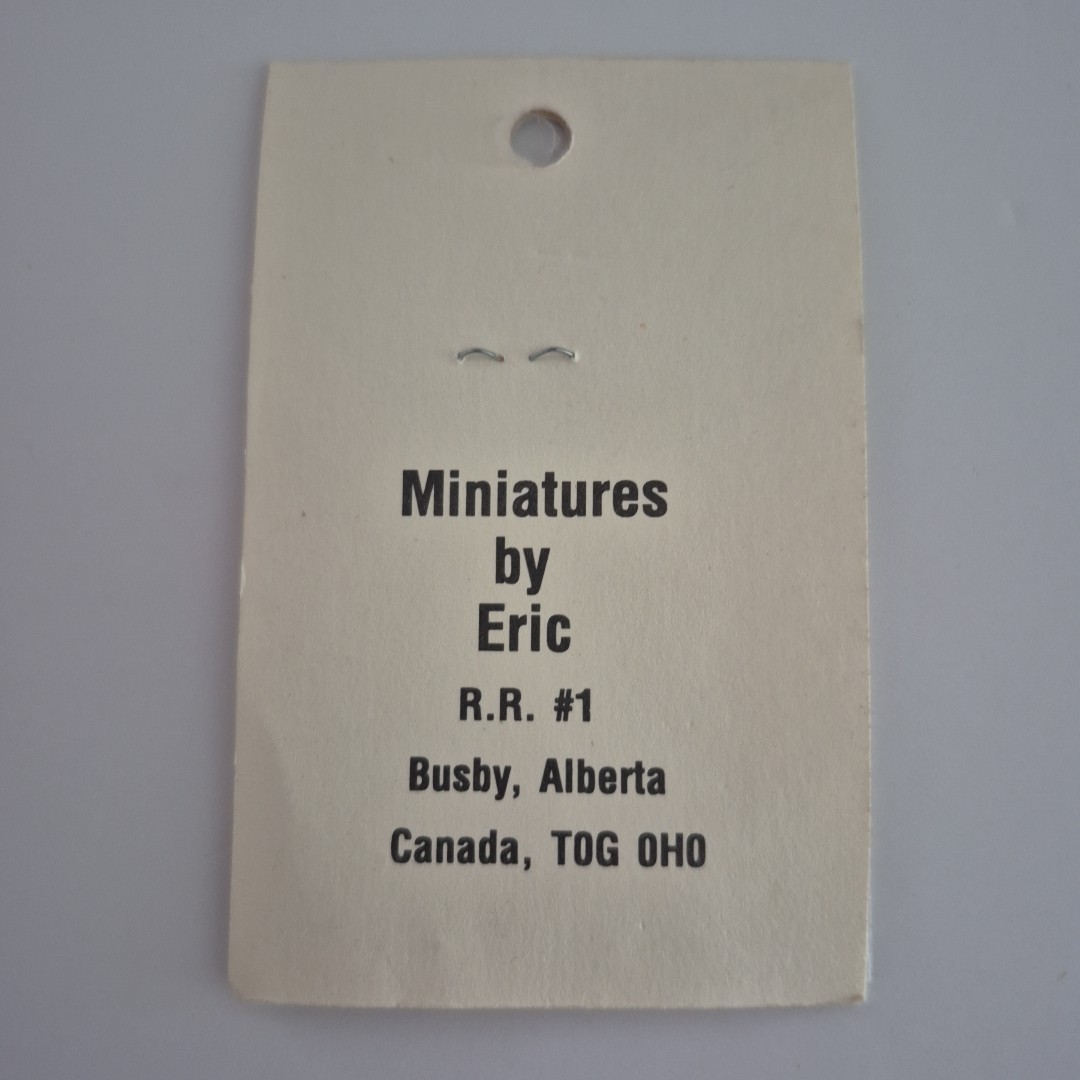 Miniatures
by
Eric
R.R. #1
Busby, Alberta
Canada, T0G 0H0